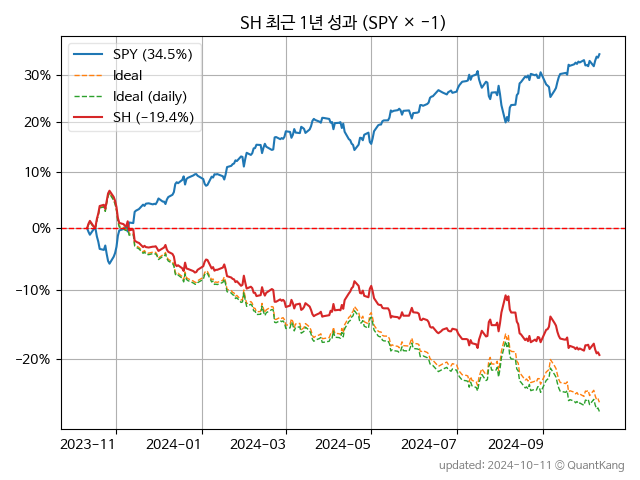 SH 최근 1년 성과 (SPY × −1)
SPY (34.5%)
Ideal
Ideal (daily)
SH (−19.4%)
30%
20%
10%
0%
−10%
−20%
2023−11
2024−01
2024−03
2024−05
2024−07
2024−09
updated: 2024-10-11 © QuantKang